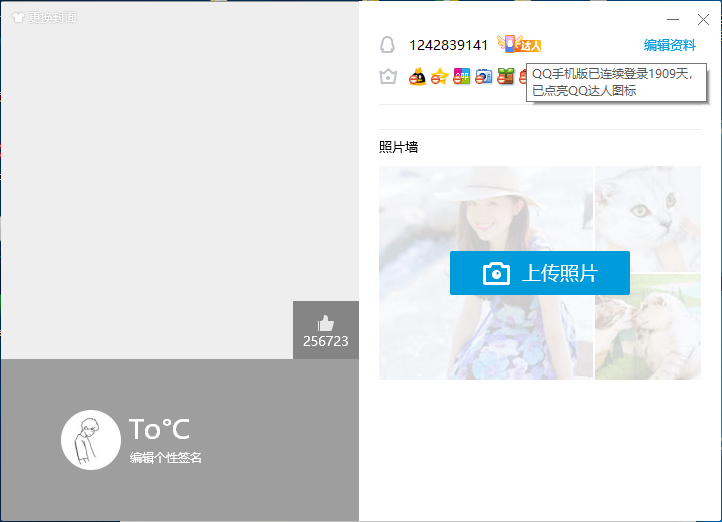 更换封面
1242839141
达人
编辑资料
QQ手机版已连续登录1909天，
已点亮QQ达人图标
照片墙
上传照片
256723
To℃
编辑个性签名